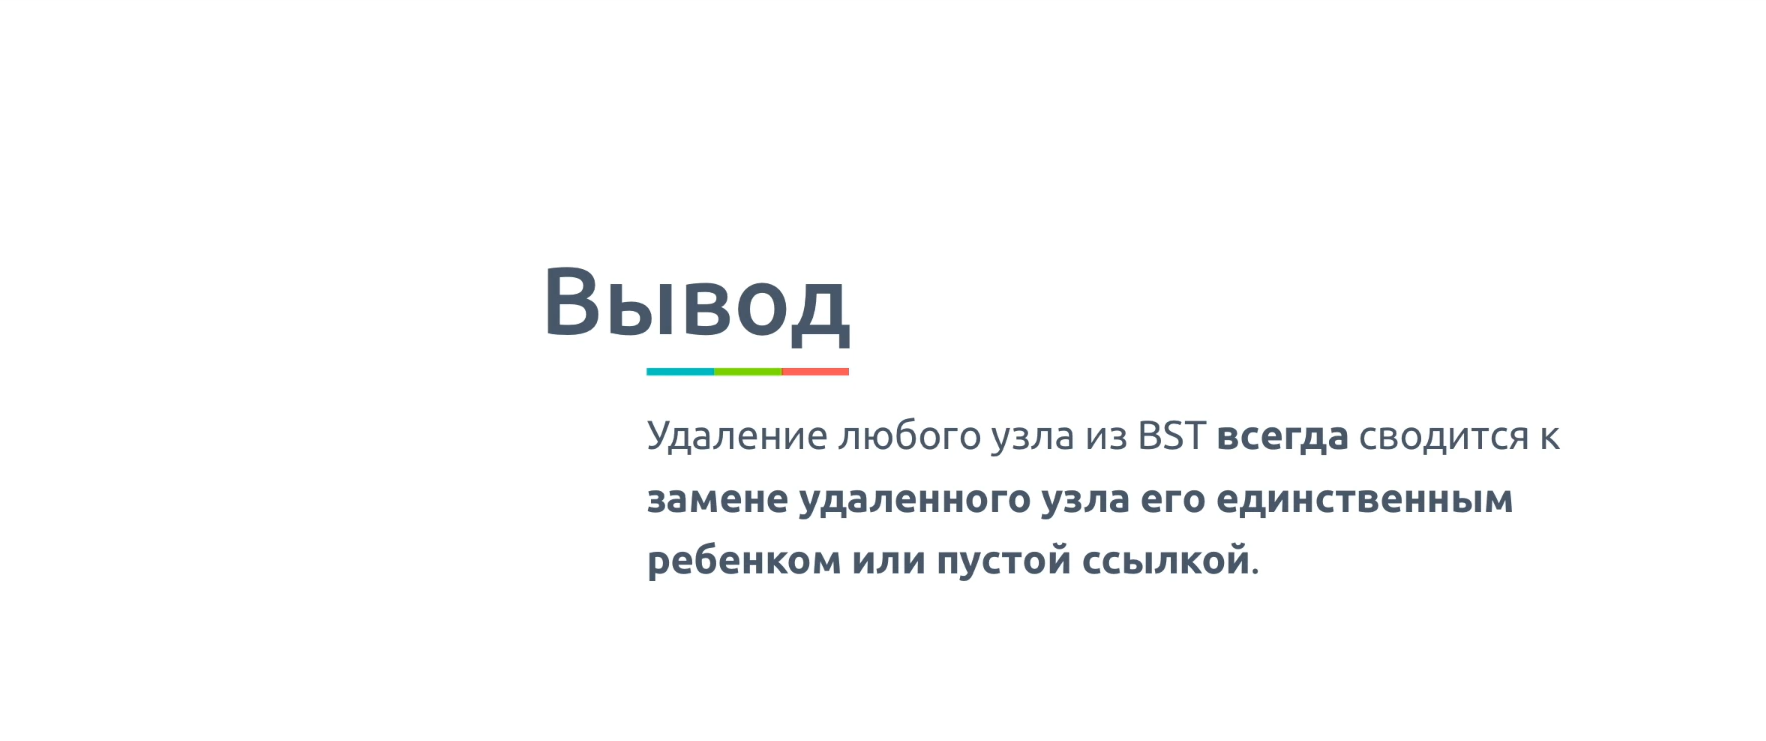 Вывод
Удаление любого узла из BST всегда сводится к
замене удаленного узла его единственным
ребенком или пустой ссылкой.